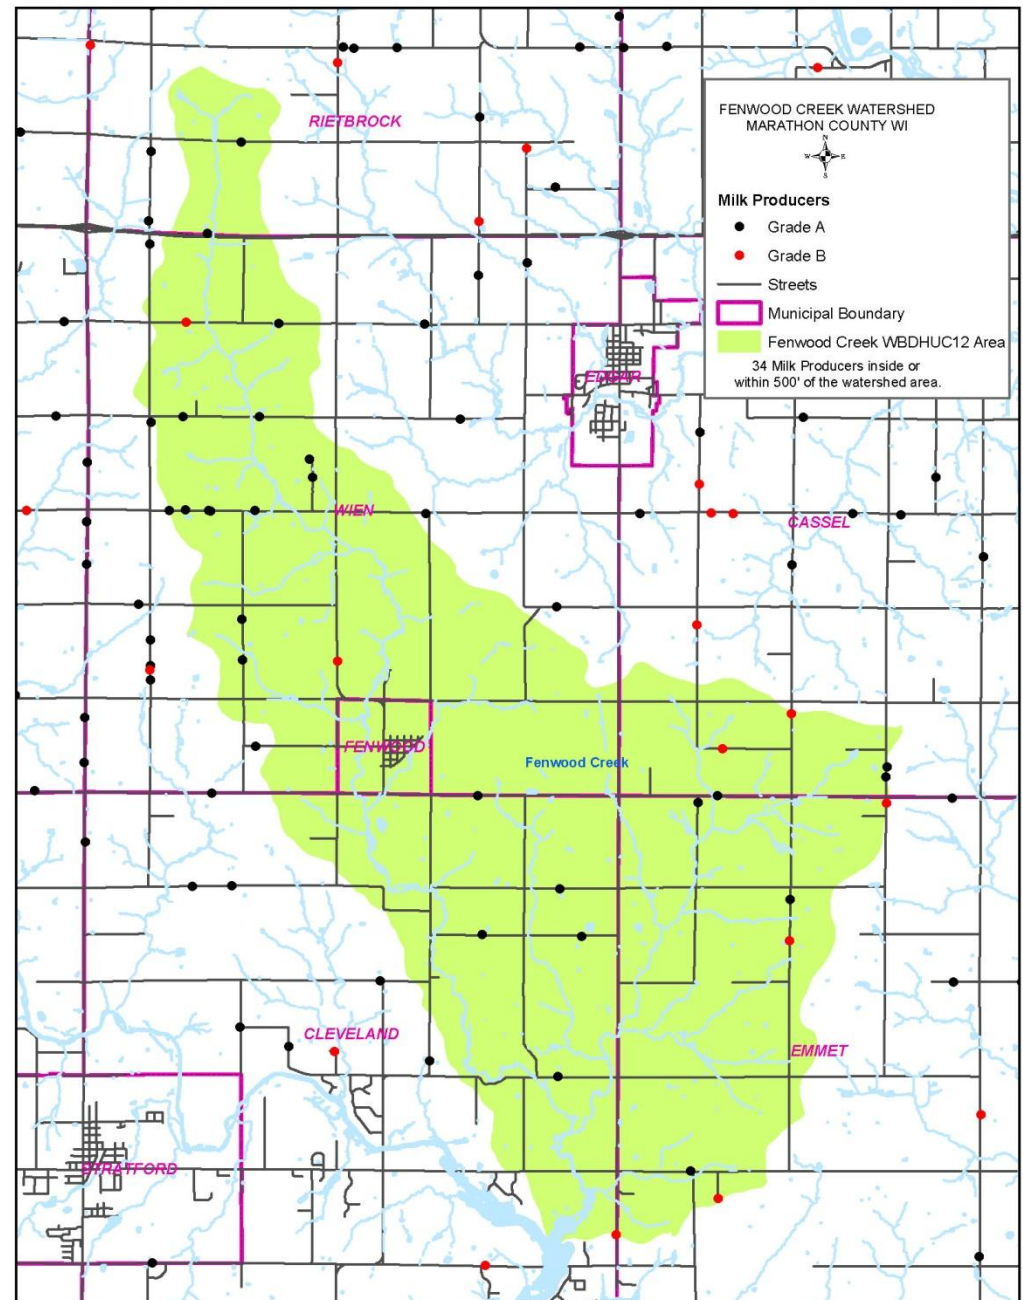 FENWOOD CREEK WATERSHED
MARATHON COUNTY WI
N
W E
S
Milk Producers
Grade A
Grade B
Streets
Municipal Boundary
Fenwood Creek WBDHUC12 Area
34 Milk Producers inside or
within 500' of the watershed area.
RIETBROCK
EDGAR
WIEN
CASSEL
FENWOOD
Fenwood Creek
CLEVELAND
EMMET
STRATFORD